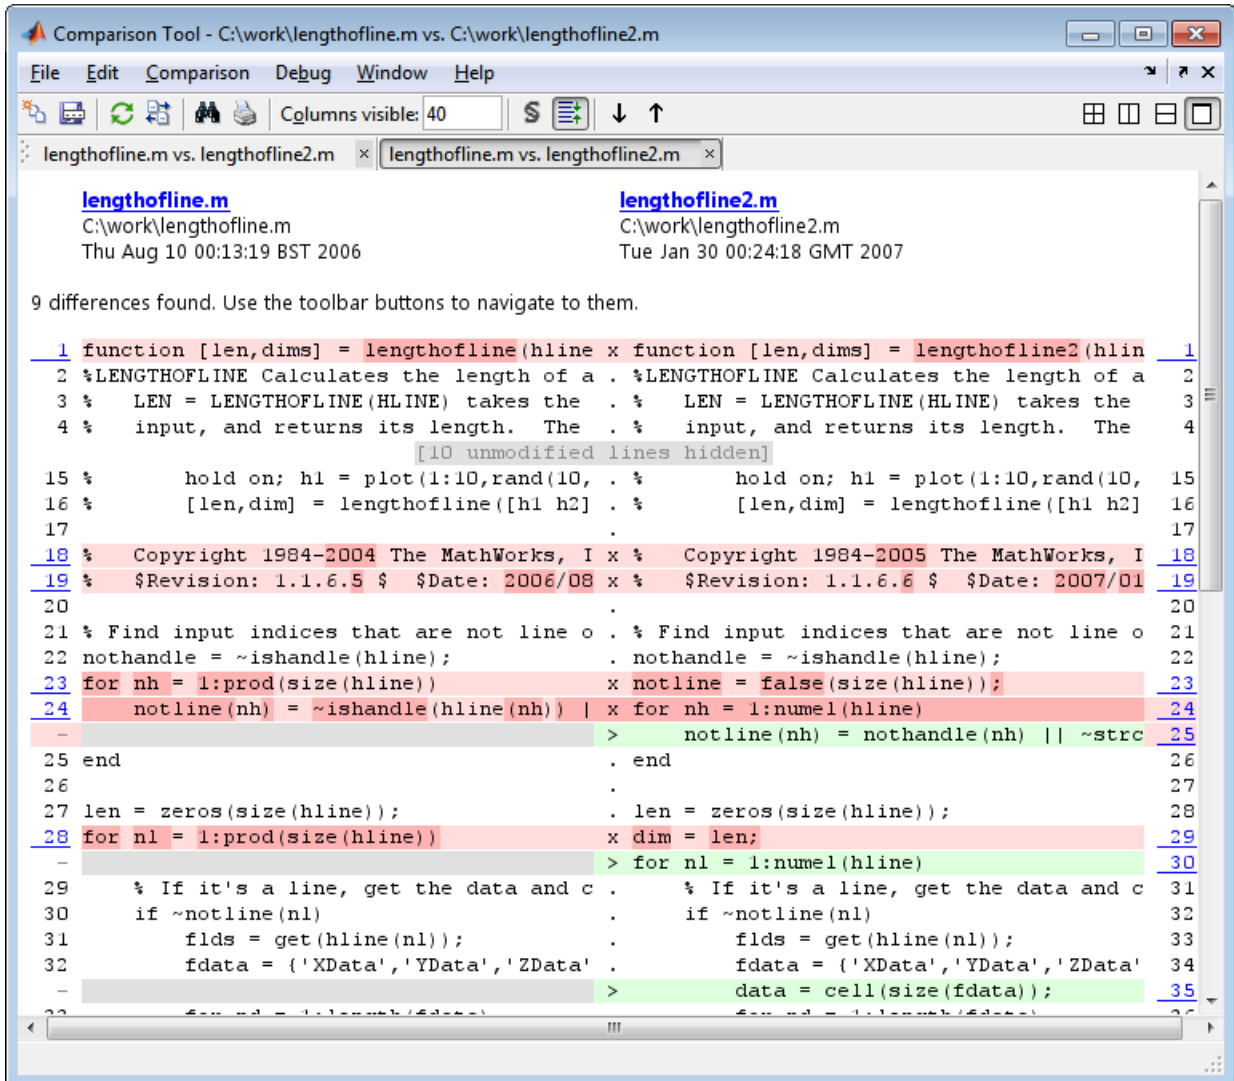 Comparison Tool - C:\work\lengthofline.m vs. C:\work\lengthofline2.m
File Edit Comparison Debug Window Help
Columns visible: 40
lengthofline.m vs. lengthofline2.m × lengthofline.m vs. lengthofline2.m ×
lengthofline.m lengthofline2.m
C:\work\lengthofline.m C:\work\lengthofline2.m
Thu Aug 10 00:13:19 BST 2006 Tue Jan 30 00:24:18 GMT 2007
9 differences found. Use the toolbar buttons to navigate to them.
1 function [len,dims] = lengthofline(hline x function [len,dims] = lengthofline2(hlin 1
2 %LENGTHOFLINE Calculates the length of a . %LENGTHOFLINE Calculates the length of a 2
3 % LEN = LENGTHOFLINE(HLINE) takes the . % LEN = LENGTHOFLINE(HLINE) takes the 3
4 % input, and returns its length. The . % input, and returns its length. The 4
[10 unmodified lines hidden]
15 % hold on; h1 = plot(1:10,rand(10, . % hold on; h1 = plot(1:10,rand(10, 15
16 % [len,dim] = lengthofline([h1 h2] . % [len,dim] = lengthofline([h1 h2] 16
17 . 17
18 % Copyright 1984-2004 The MathWorks, I x % Copyright 1984-2005 The MathWorks, I 18
19 % $Revision: 1.1.6.5 $ $Date: 2006/08 x % $Revision: 1.1.6.6 $ $Date: 2007/01 19
20 . 20
21 % Find input indices that are not line o . % Find input indices that are not line o 21
22 nothandle = ~ishandle(hline); . nothandle = ~ishandle(hline); 22
23 for nh = 1:prod(size(hline)) x notline = false(size(hline)); 23
24 notline(nh) = ~ishandle(hline(nh)) | x for nh = 1:numel(hline) 24
- > notline(nh) = nothandle(nh) || ~strc 25
25 end . end 26
26 . 27
27 len = zeros(size(hline)); . len = zeros(size(hline)); 28
28 for nl = 1:prod(size(hline)) x dim = len; 29
- > for nl = 1:numel(hline) 30
29 % If it's a line, get the data and c . % If it's a line, get the data and c 31
30 if ~notline(nl) . if ~notline(nl) 32
31 flds = get(hline(nl)); . flds = get(hline(nl)); 33
32 fdata = {'XData','YData','ZData' . fdata = {'XData','YData','ZData' 34
- > data = cell(size(fdata)); 35